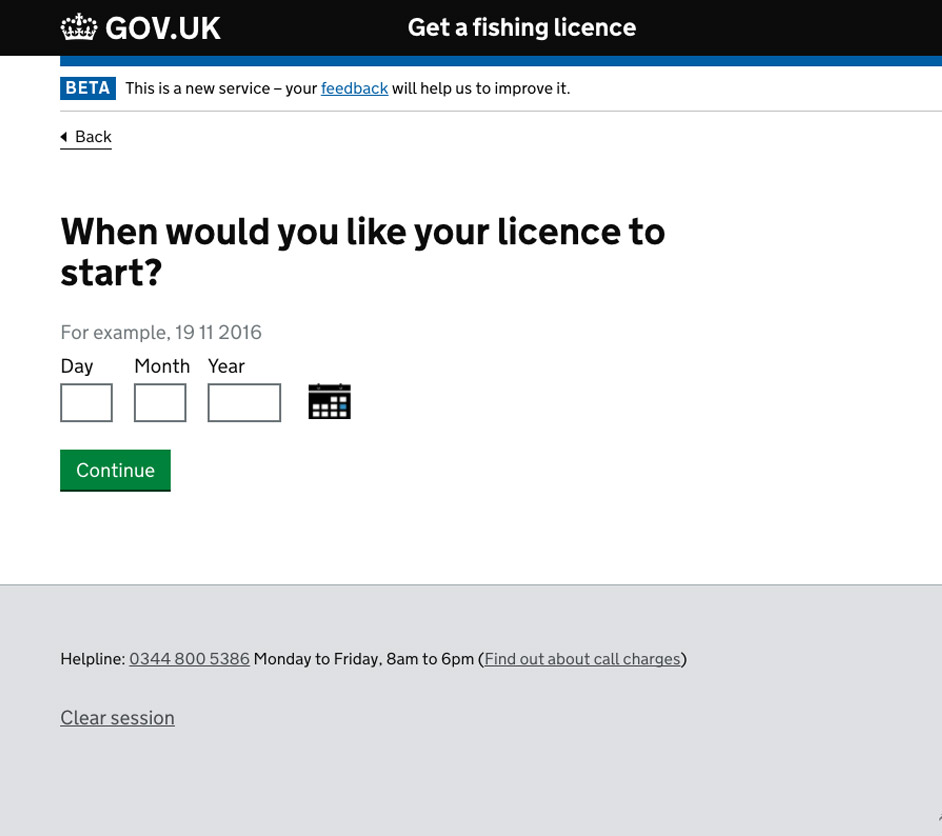 GOV.UK Get a fishing licence
BETA This is a new service – your feedback will help us to improve it.
Back
When would you like your licence to
start?
For example, 19 11 2016
Day Month Year
Continue
Helpline: 0344 800 5386 Monday to Friday, 8am to 6pm (Find out about call charges)
Clear session